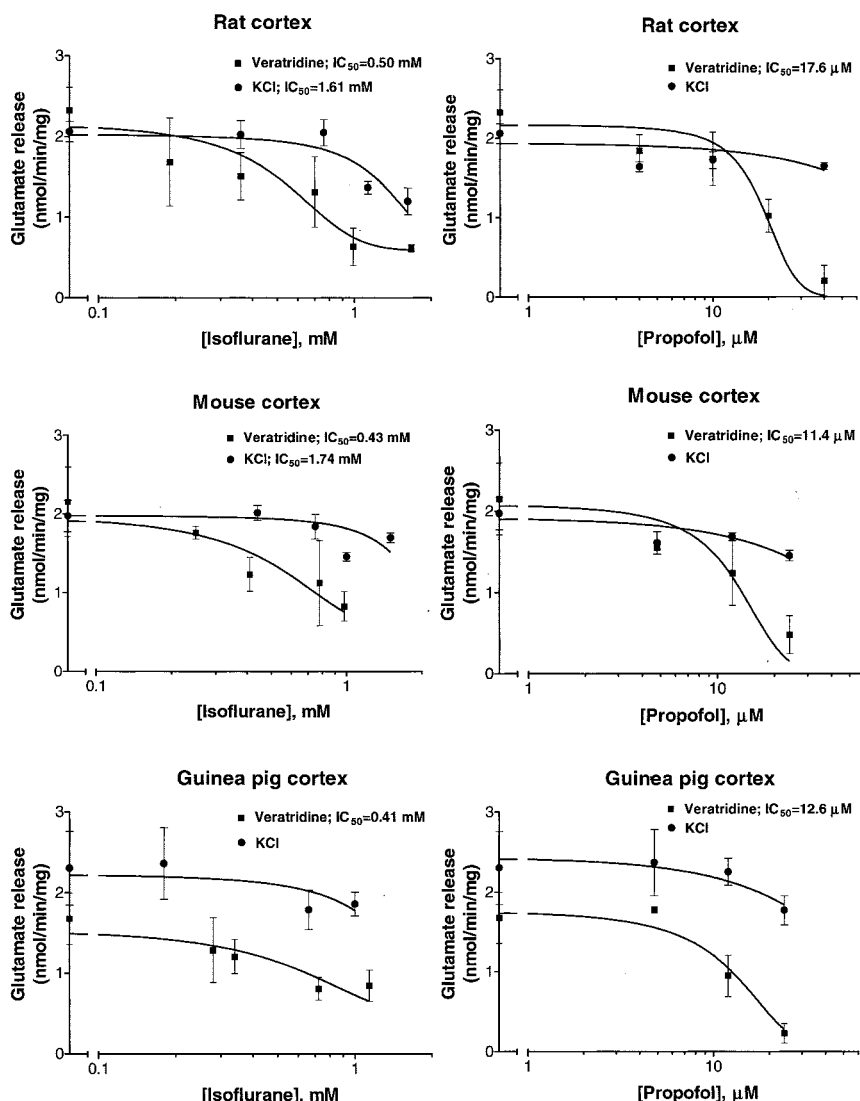 Rat cortex
Veratridine; IC50=0.50 mM
KCl; IC50=1.61 mM
3
2
1
0
Glutamate release
(nmol/min/mg)
0.1
1
[Isoflurane], mM
Rat cortex
Veratridine; IC50=17.6 μM
KCl
3
2
1
0
Glutamate release
(nmol/min/mg)
1
10
[Propofol], μM
Mouse cortex
Veratridine; IC50=0.43 mM
KCl; IC50=1.74 mM
3
2
1
0
Glutamate release
(nmol/min/mg)
0.1
1
[Isoflurane], mM
Mouse cortex
Veratridine; IC50=11.4 μM
KCl
3
2
1
0
Glutamate release
(nmol/min/mg)
1
10
[Propofol], μM
Guinea pig cortex
Veratridine; IC50=0.41 mM
KCl
3
2
1
0
Glutamate release
(nmol/min/mg)
0.1
1
[Isoflurane], mM
Guinea pig cortex
Veratridine; IC50=12.6 μM
KCl
3
2
1
0
Glutamate release
(nmol/min/mg)
1
10
[Propofol], μM